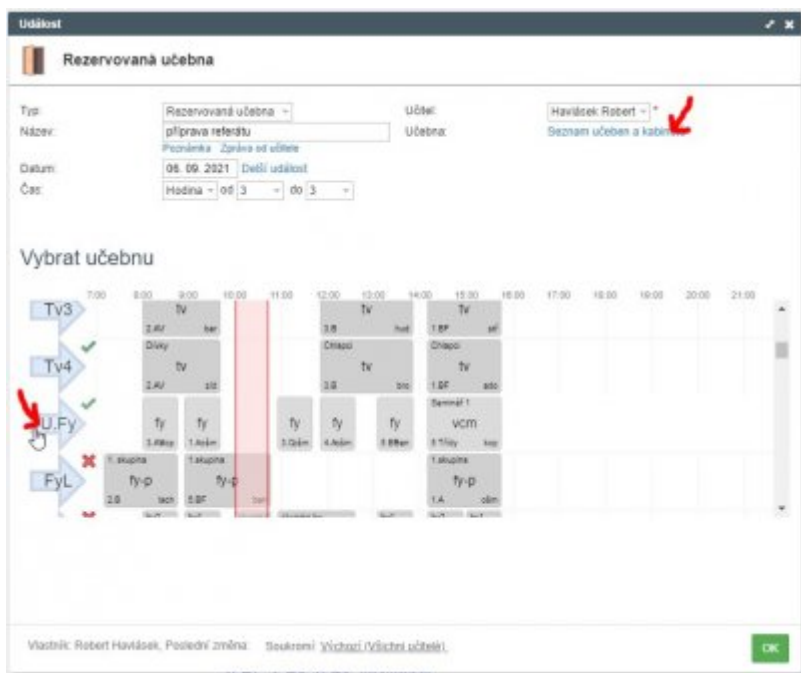 Událost
Rezervovaná učebna
Typ: Rezervovaná učebna Učitel: Havlásek Robert *
Název: příprava referátu Učebna: Seznam učeben a kabinetů
Poznámka Zpráva od učitele
Datum: 06. 09. 2021 Další událost
Čas: Hodina od 3 do 3
Vybrat učebnu
7:00 8:00 9:00 10:00 11:00 12:00 13:00 14:00 15:00 16:00 17:00 18:00 19:00 20:00 21:00
Tv3 tv tv tv
2.AV 3.B hud 1.BF
Dívky Chlapci Chlapci
Tv4 tv tv tv
2.AV 3.B bro 1.BF
Seminář 1
U.Fy fy fy fy fy fy vcm
1. skupina 1.skupina 1.skupina
FyL fy-p fy-p fy-p
2.B tach 5.BF 1.A
Vlastník: Robert Havlásek, Poslední změna: Soukromí: Výchozí (Všichni učitelé)
OK